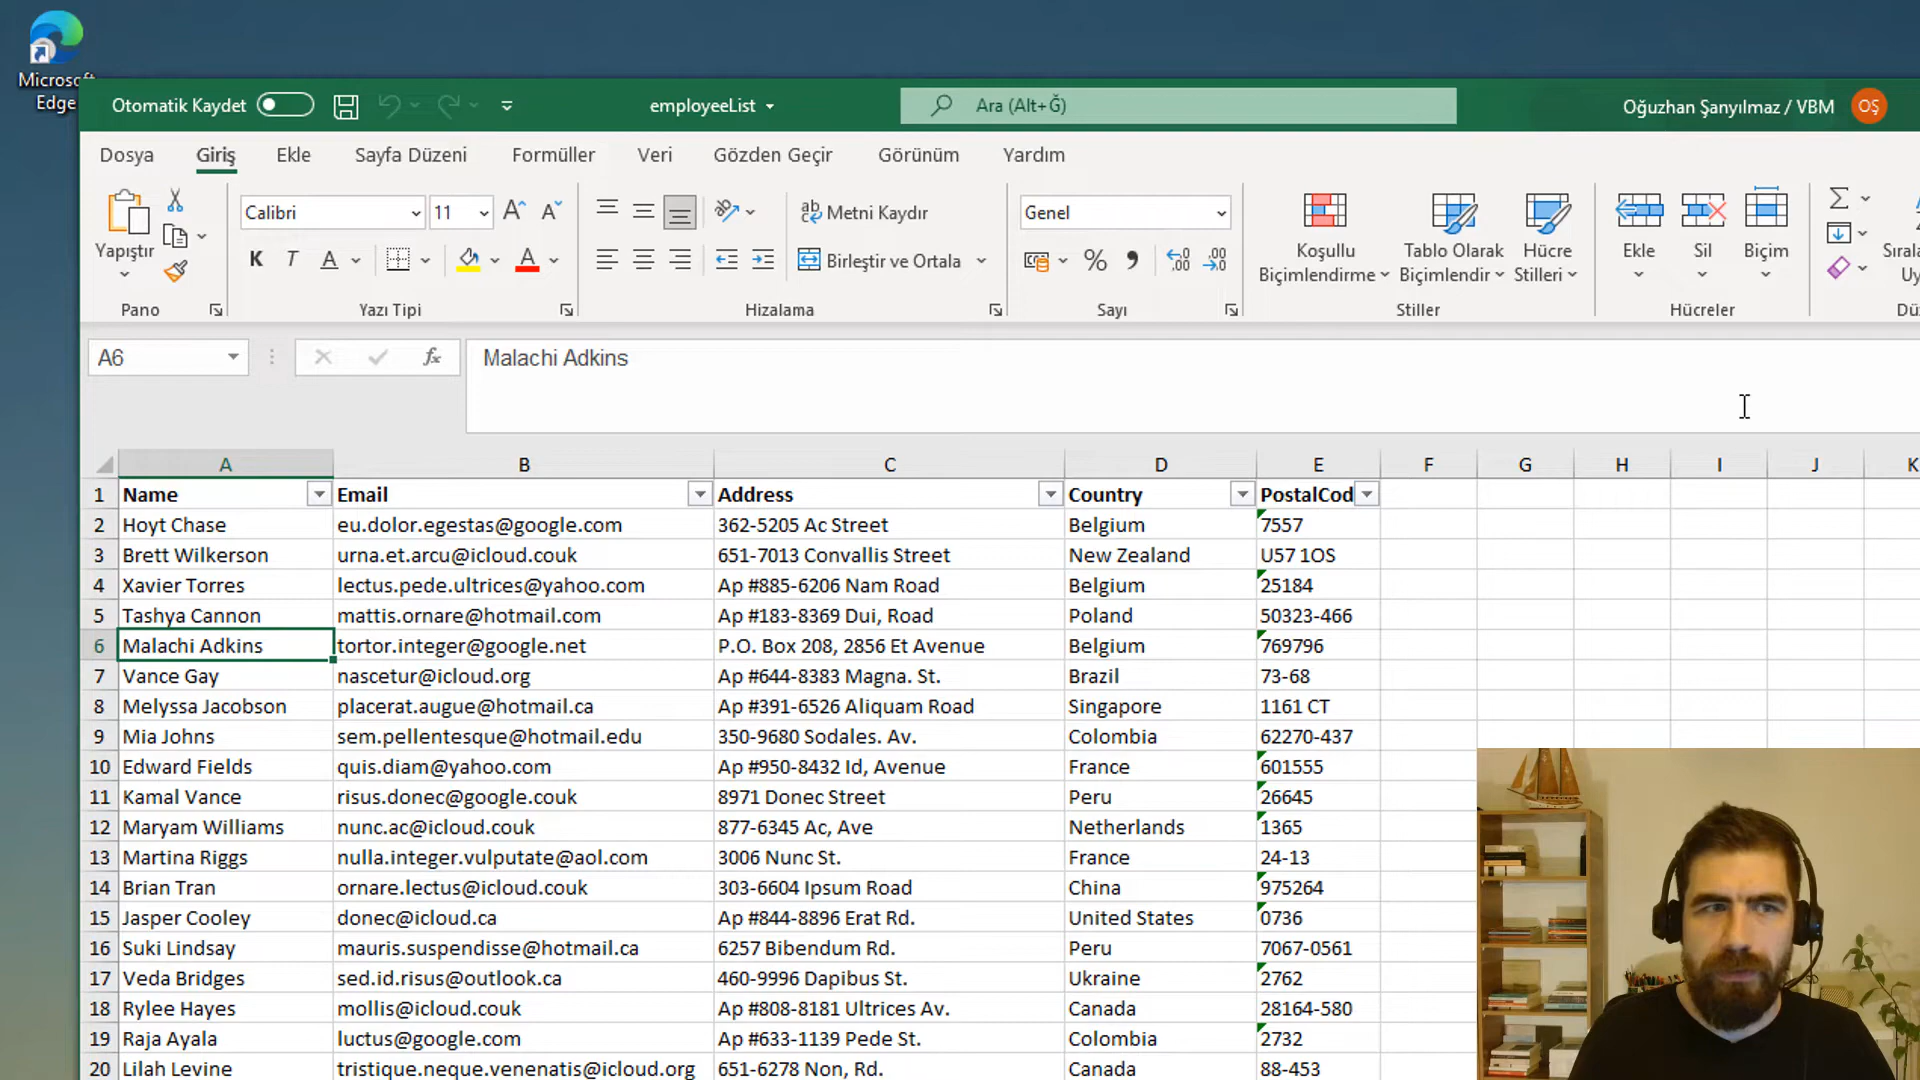 Microsoft
Edge
Otomatik Kaydet
employeeList
Ara (Alt+Ğ)
Oğuzhan Şanyılmaz / VBM
OŞ
Dosya Giriş Ekle Sayfa Düzeni Formüller Veri Gözden Geçir Görünüm Yardım
Yapıştır
Calibri 11
K T A
Metni Kaydır
Birleştir ve Ortala
Genel
Koşullu
Biçimlendirme
Tablo Olarak
Biçimlendir
Hücre
Stilleri
Ekle
Sil
Biçim
Pano Yazı Tipi Hizalama Sayı Stiller Hücreler
A6
fx
Malachi Adkins
A B C D E F G H I J K
1 Name Email Address Country PostalCod
2 Hoyt Chase eu.dolor.egestas@google.com 362-5205 Ac Street Belgium 7557
3 Brett Wilkerson urna.et.arcu@icloud.couk 651-7013 Convallis Street New Zealand U57 1OS
4 Xavier Torres lectus.pede.ultrices@yahoo.com Ap #885-6206 Nam Road Belgium 25184
5 Tashya Cannon mattis.ornare@hotmail.com Ap #183-8369 Dui, Road Poland 50323-466
6 Malachi Adkins tortor.integer@google.net P.O. Box 208, 2856 Et Avenue Belgium 769796
7 Vance Gay nascetur@icloud.org Ap #644-8383 Magna. St. Brazil 73-68
8 Melyssa Jacobson placerat.augue@hotmail.ca Ap #391-6526 Aliquam Road Singapore 1161 CT
9 Mia Johns sem.pellentesque@hotmail.edu 350-9680 Sodales. Av. Colombia 62270-437
10 Edward Fields quis.diam@yahoo.com Ap #950-8432 Id, Avenue France 601555
11 Kamal Vance risus.donec@google.couk 8971 Donec Street Peru 26645
12 Maryam Williams nunc.ac@icloud.couk 877-6345 Ac, Ave Netherlands 1365
13 Martina Riggs nulla.integer.vulputate@aol.com 3006 Nunc St. France 24-13
14 Brian Tran ornare.lectus@icloud.couk 303-6604 Ipsum Road China 975264
15 Jasper Cooley donec@icloud.ca Ap #844-8896 Erat Rd. United States 0736
16 Suki Lindsay mauris.suspendisse@hotmail.ca 6257 Bibendum Rd. Peru 7067-0561
17 Veda Bridges sed.id.risus@outlook.ca 460-9996 Dapibus St. Ukraine 2762
18 Rylee Hayes mollis@icloud.couk Ap #808-8181 Ultrices Av. Canada 28164-580
19 Raja Ayala luctus@google.com Ap #633-1139 Pede St. Colombia 2732
20 Lilah Levine tristique.neque.venenatis@icloud.org 651-6278 Non, Rd. Canada 88-453